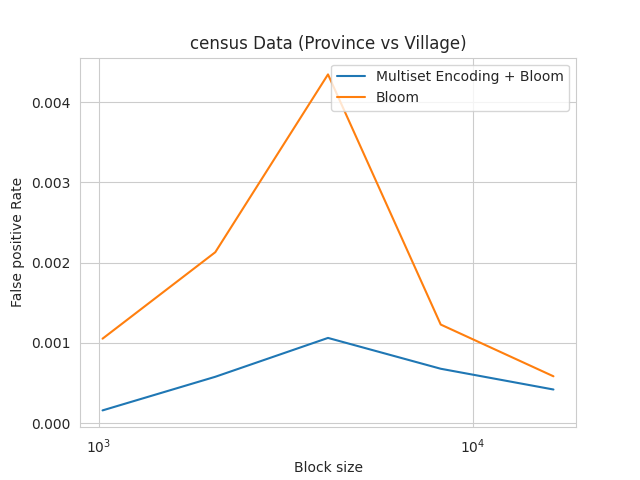 census Data (Province vs Village)
Multiset Encoding + Bloom
Bloom
0.004
0.003
0.002
0.001
0.000
False positive Rate
10³
10⁴
Block size